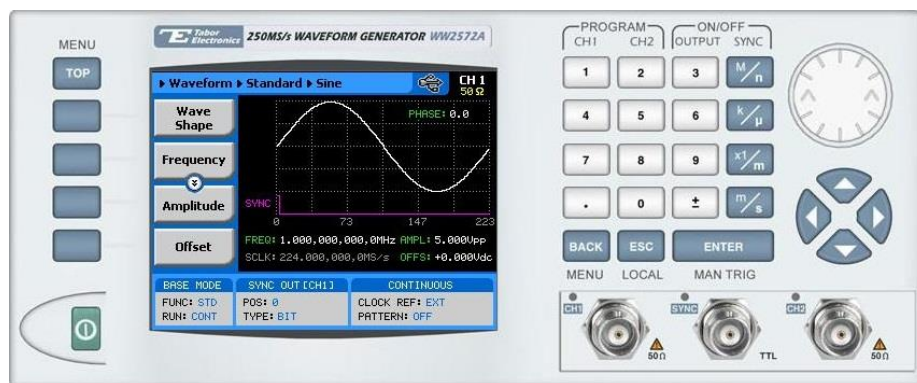 MENU
TOP
Tabor Electronics 250MS/s WAVEFORM GENERATOR WW2572A
Waveform Standard Sine
CH 1
50 Ω
Wave Shape
Frequency
Amplitude
Offset
PHASE: 0.0
SYNC
0 73 147 223
FREQ: 1.000,000,000,0MHz AMPL: 5.000Vpp
SCLK: 224.000,000,0MS/s OFFS: +0.000Vdc
BASE MODE
FUNC: STD
RUN: CONT
SYNC OUT [CH1]
POS: 0
TYPE: BIT
CONTINUOUS
CLOCK REF: EXT
PATTERN: OFF
PROGRAM ON/OFF
CH1 CH2 OUTPUT SYNC
1 2 3 M/n
4 5 6 k/μ
7 8 9 x1/m
. 0 ± m/s
BACK ESC ENTER
MENU LOCAL MAN TRIG
CH1 SYNC CH2
50Ω TTL 50Ω